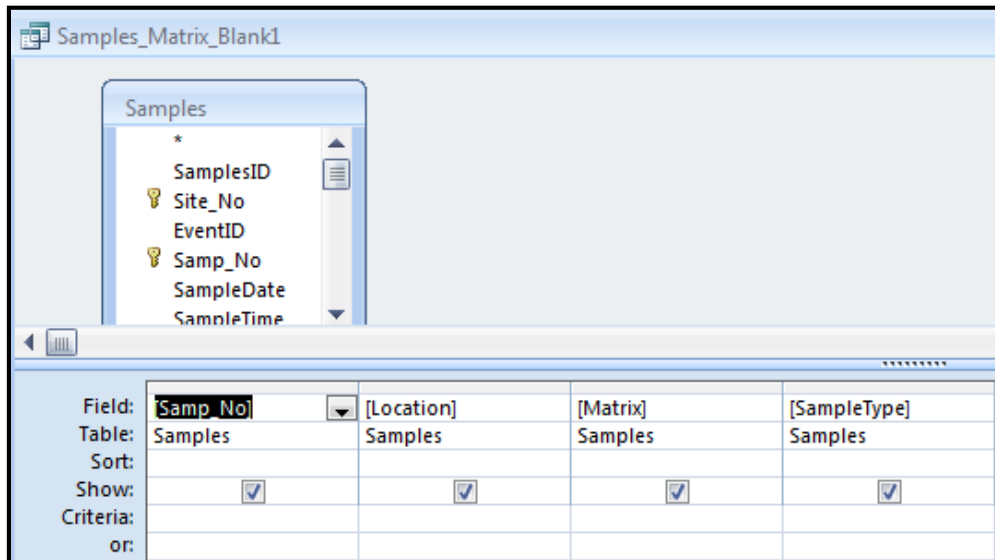 Samples_Matrix_Blank1
Samples
*
SamplesID
Site_No
EventID
Samp_No
SampleDate
SampleTime
Field: [Samp_No] [Location] [Matrix] [SampleType]
Table: Samples Samples Samples Samples
Sort:
Show:
Criteria:
or: